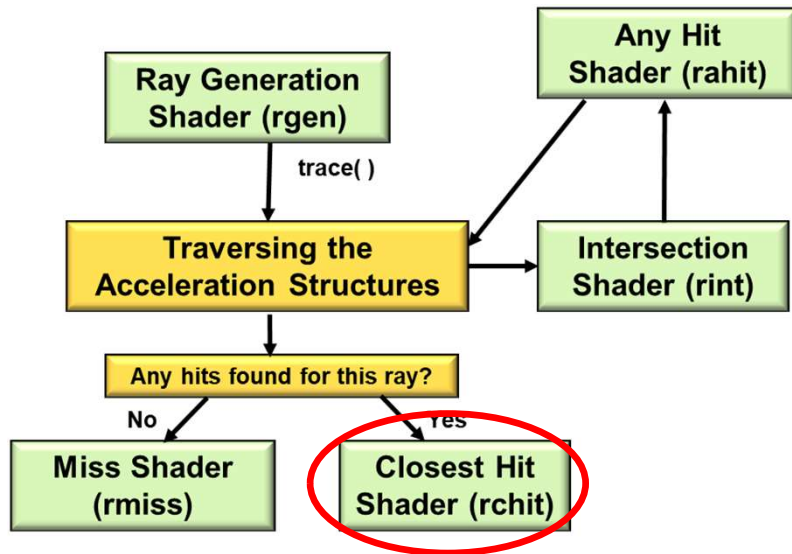 Ray Generation
Shader (rgen)
Any Hit
Shader (rahit)
trace( )
Traversing the
Acceleration Structures
Intersection
Shader (rint)
Any hits found for this ray?
No
Yes
Miss Shader
(rmiss)
Closest Hit
Shader (rchit)